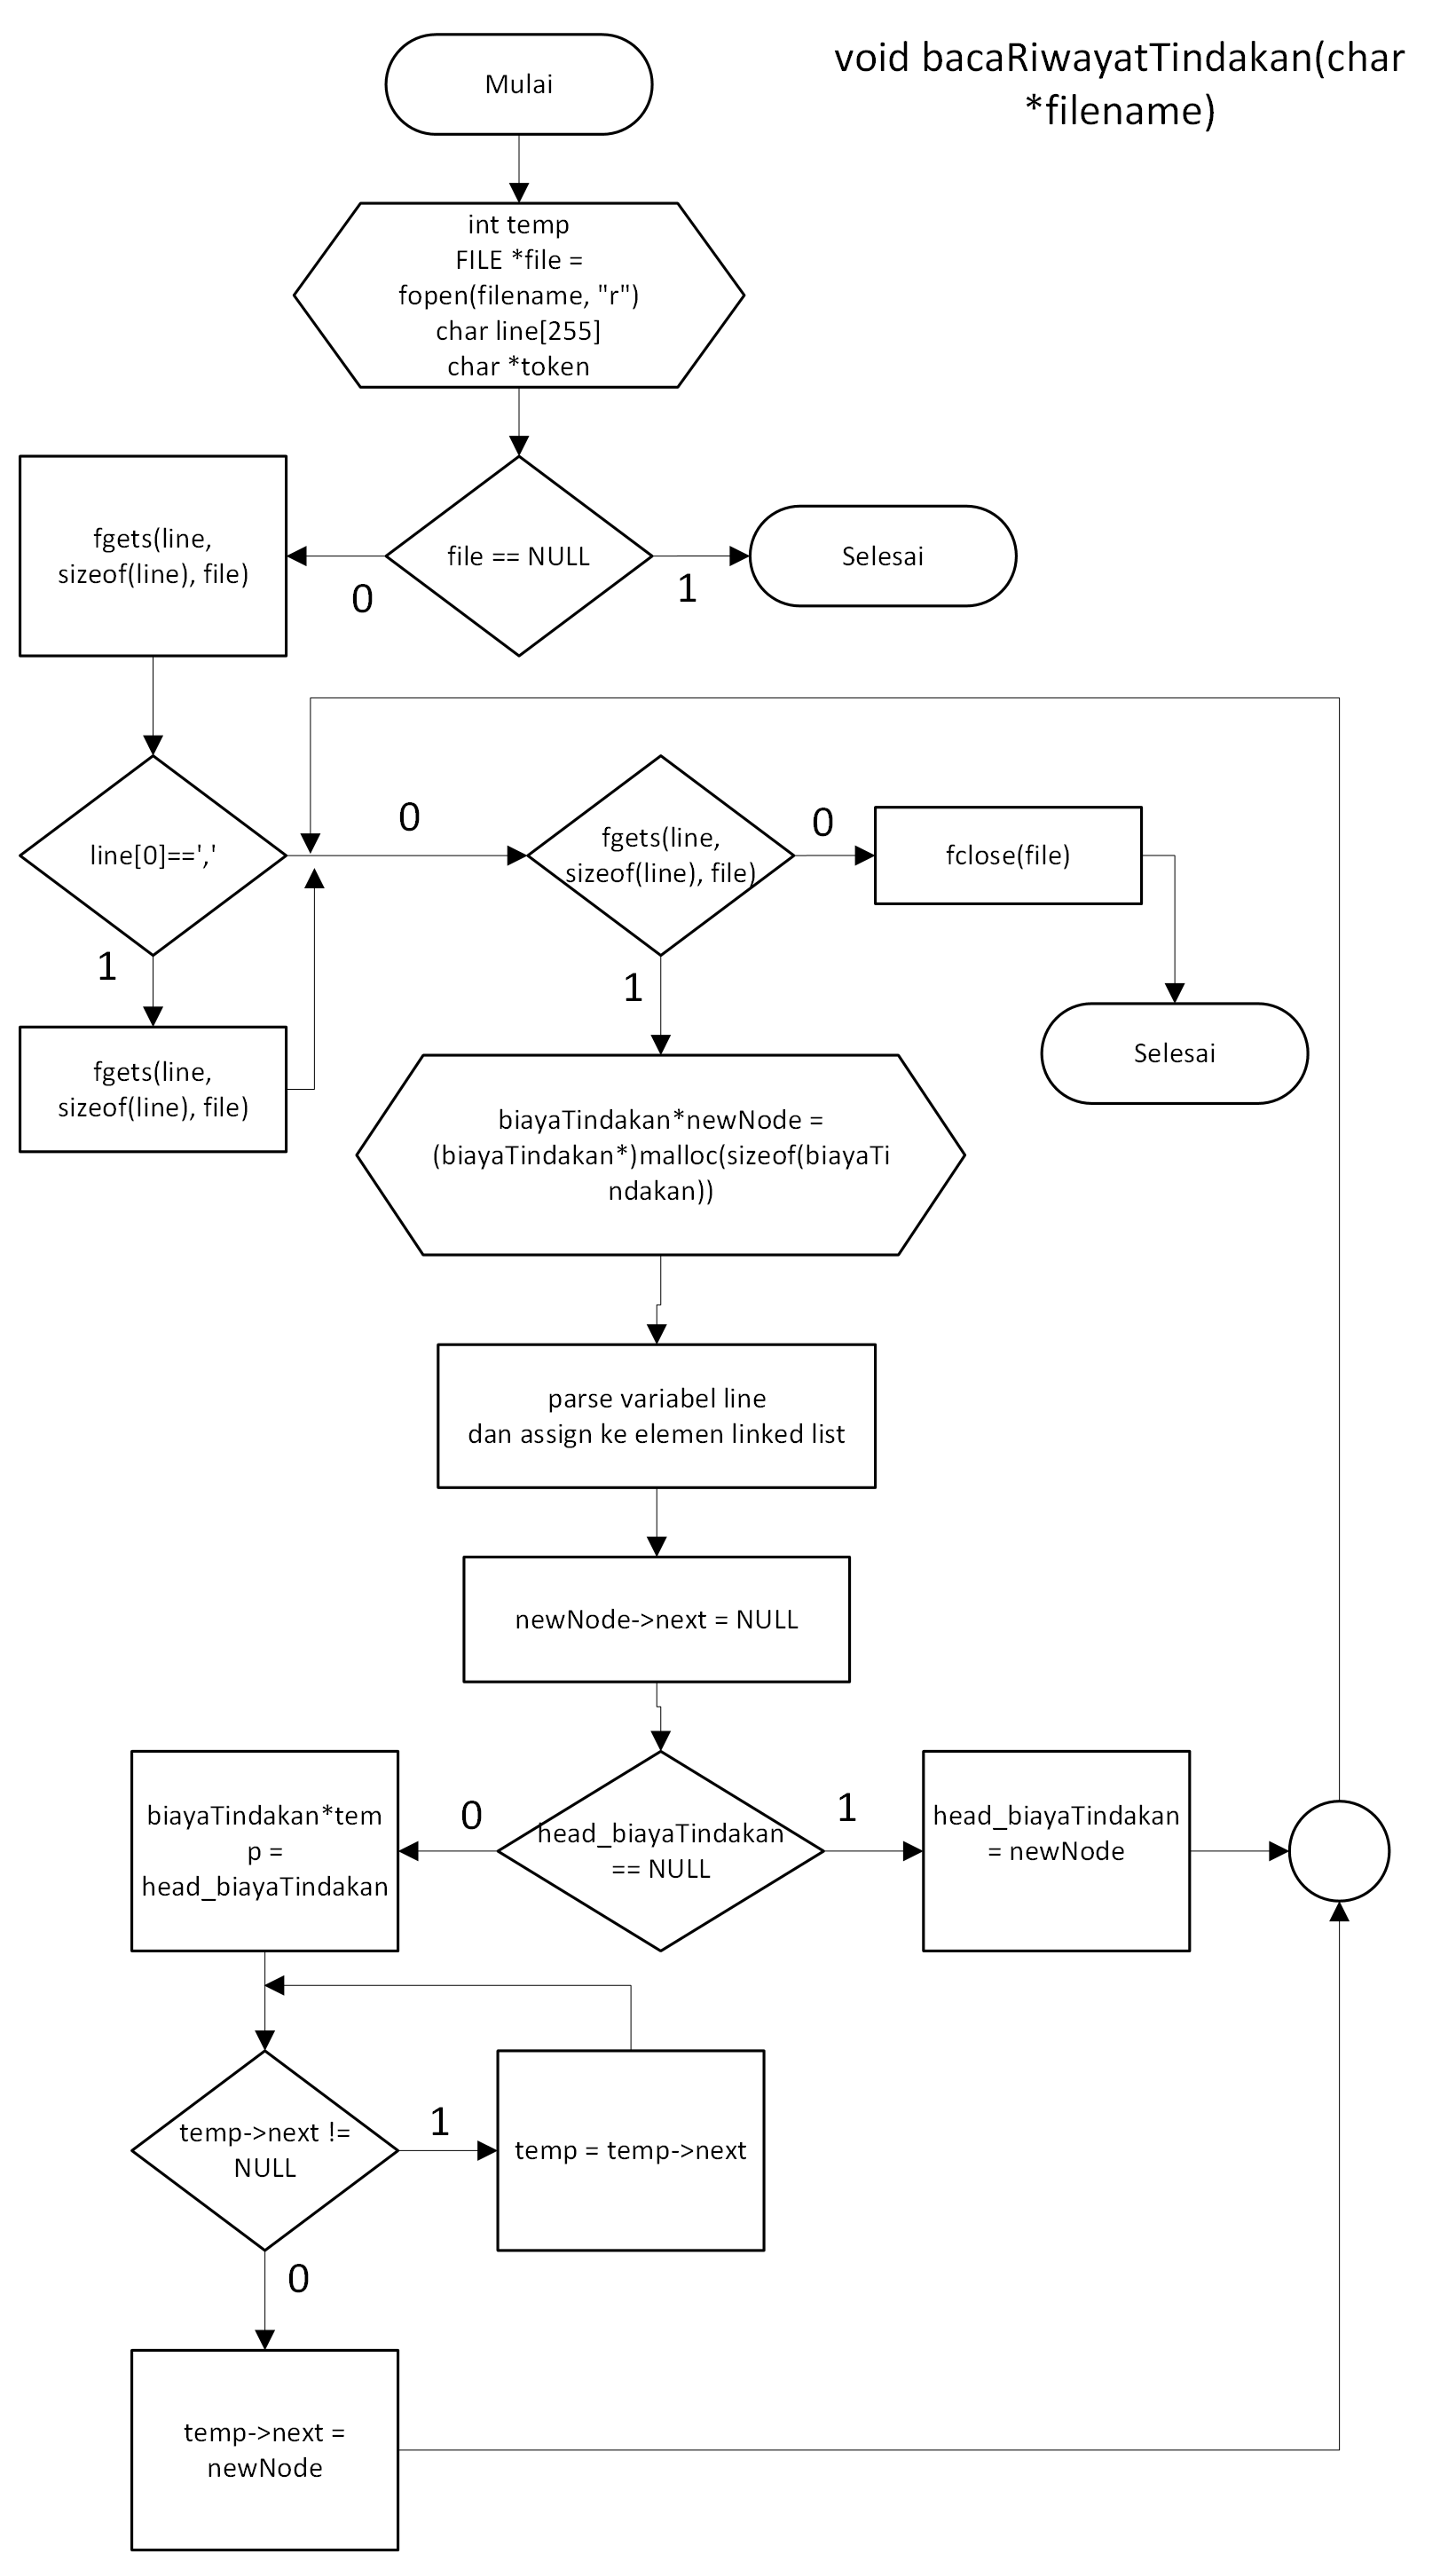 void bacaRiwayatTindakan(char
*filename)
Mulai
int temp
FILE *file =
fopen(filename, "r")
char line[255]
char *token
fgets(line,
sizeof(line), file)
0
file == NULL
1
Selesai
line[0]==','
0
fgets(line,
sizeof(line), file)
0
fclose(file)
1
1
Selesai
fgets(line,
sizeof(line), file)
biayaTindakan*newNode =
(biayaTindakan*)malloc(sizeof(biayaTi
ndakan))
parse variabel line
dan assign ke elemen linked list
newNode->next = NULL
biayaTindakan*tem
p =
head_biayaTindakan
0
head_biayaTindakan
== NULL
1
head_biayaTindakan
= newNode
temp->next !=
NULL
1
temp = temp->next
0
temp->next =
newNode